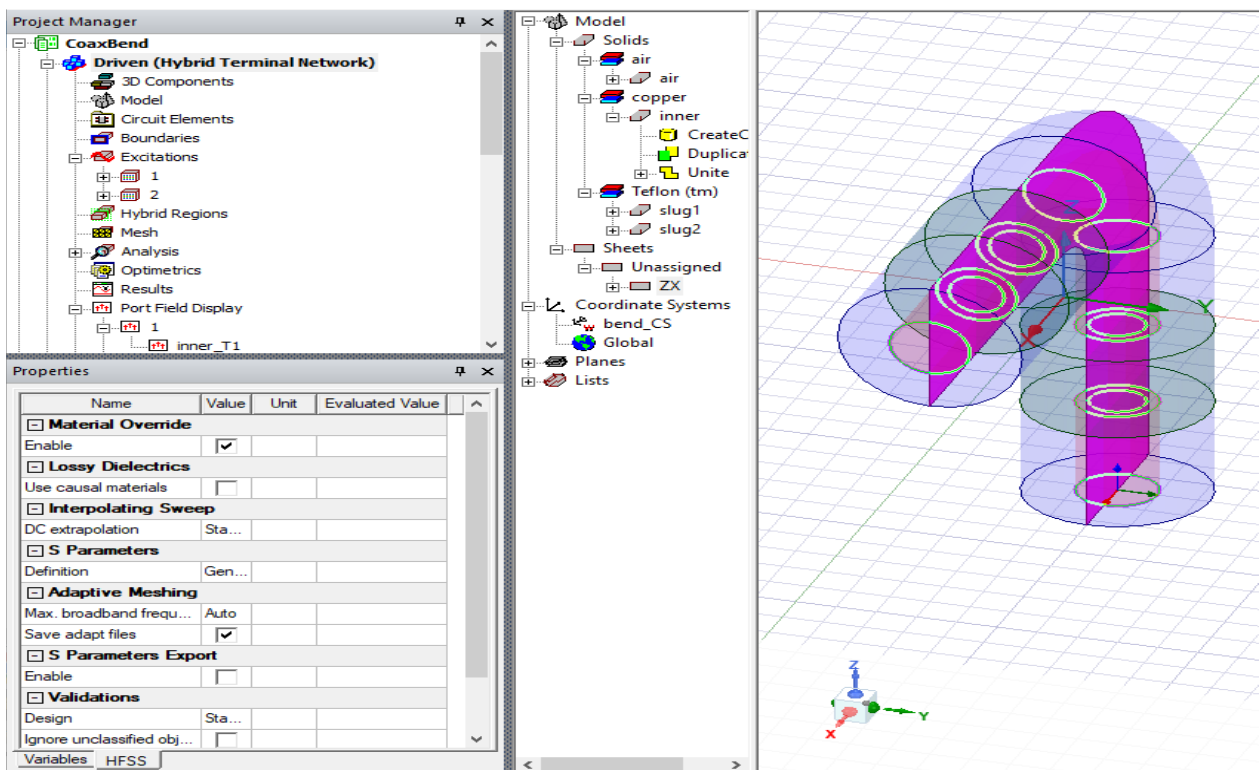 Project Manager
CoaxBend
Driven (Hybrid Terminal Network)
3D Components
Model
Circuit Elements
Boundaries
Excitations
1
2
Hybrid Regions
Mesh
Analysis
Optimetrics
Results
Port Field Display
1
inner_T1
Properties
Name Value Unit Evaluated Value
Material Override
Enable
Lossy Dielectrics
Use causal materials
Interpolating Sweep
DC extrapolation Sta...
S Parameters
Definition Gen...
Adaptive Meshing
Max. broadband frequ... Auto
Save adapt files
S Parameters Export
Enable
Validations
Design Sta...
Ignore unclassified obj...
Variables HFSS
Model
Solids
air
air
copper
inner
CreateC
Duplicat
Unite
Teflon (tm)
slug1
slug2
Sheets
Unassigned
ZX
Coordinate Systems
bend_CS
Global
Planes
Lists
Z
Y
X
Z
Y
X